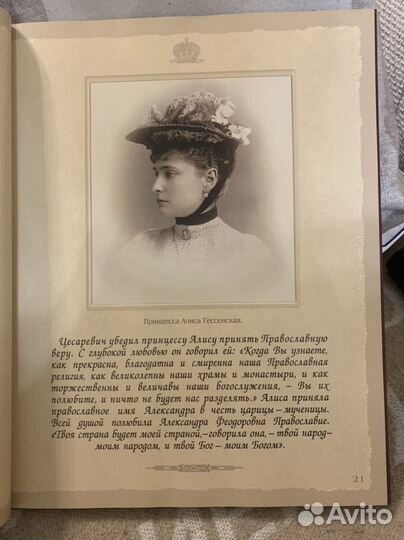 Принцесса Алиса Гессенская.
Цесаревич убедил принцессу Алису принять Православную
веру. С глубокой любовью он говорил ей: «Когда Вы узнаете,
как прекрасна, благодатна и смиренна наша Православная
религия, как великолепны наши храмы и монастыри, и как
торжественны и величавы наши богослужения, – Вы их
полюбите, и ничто не будет нас разделять.» Алиса приняла
православное имя Александра в честь царицы – мученицы.
Всей душой полюбила Александра Феодоровна Православие.
«Твоя страна будет моей страной,–говорила она, – твой народ–
моим народом, и твой Бог – моим Богом».
21
Avito